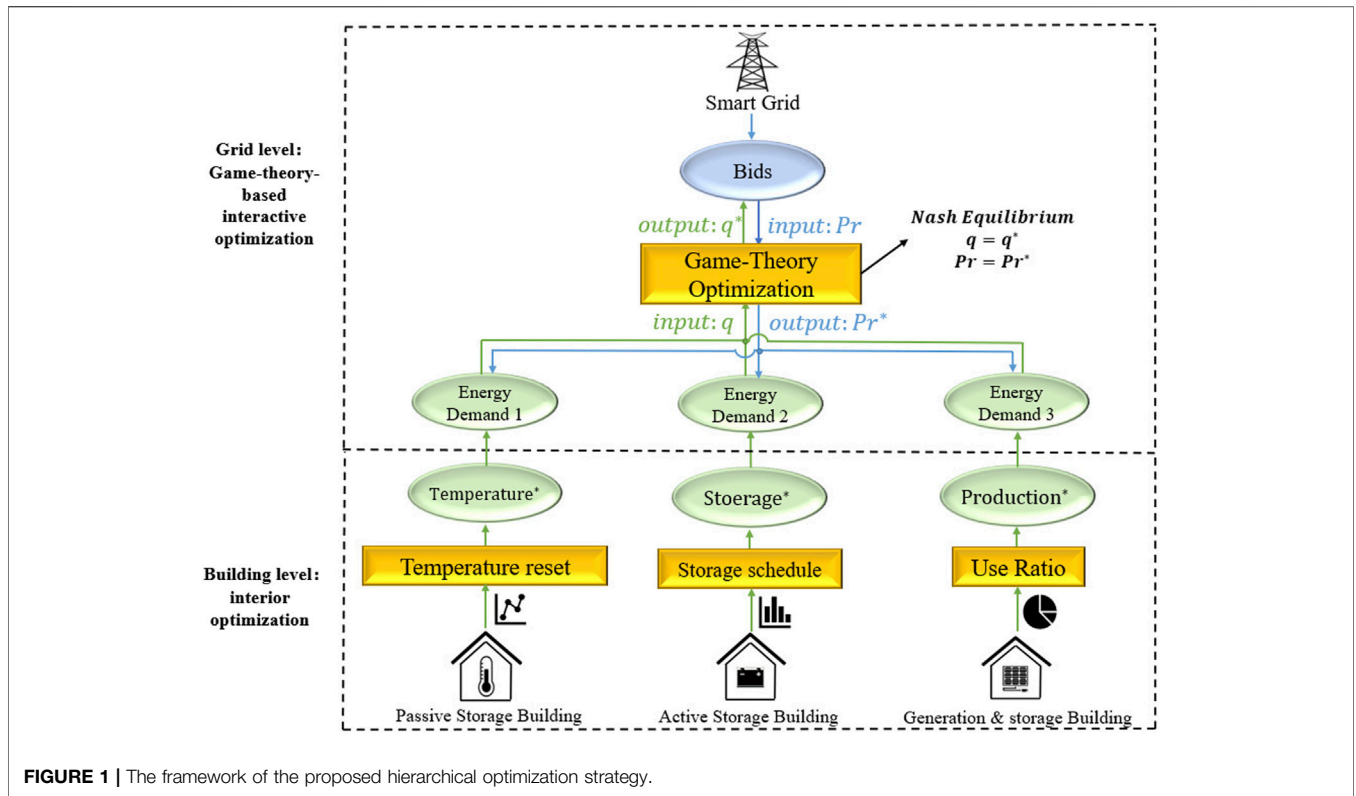 Smart Grid
Grid level:
Game-theory-
based
interactive
optimization
Bids
output: q*
input: Pr
Nash Equilibrium
q = q*
Pr = Pr*
Game-Theory
Optimization
input: q
output: Pr*
Energy
Demand 1
Energy
Demand 2
Energy
Demand 3
Temperature*
Stoerage*
Production*
Building level:
interior
optimization
Temperature reset
Storage schedule
Use Ratio
Passive Storage Building
Active Storage Building
Generation & storage Building
FIGURE 1 | The framework of the proposed hierarchical optimization strategy.